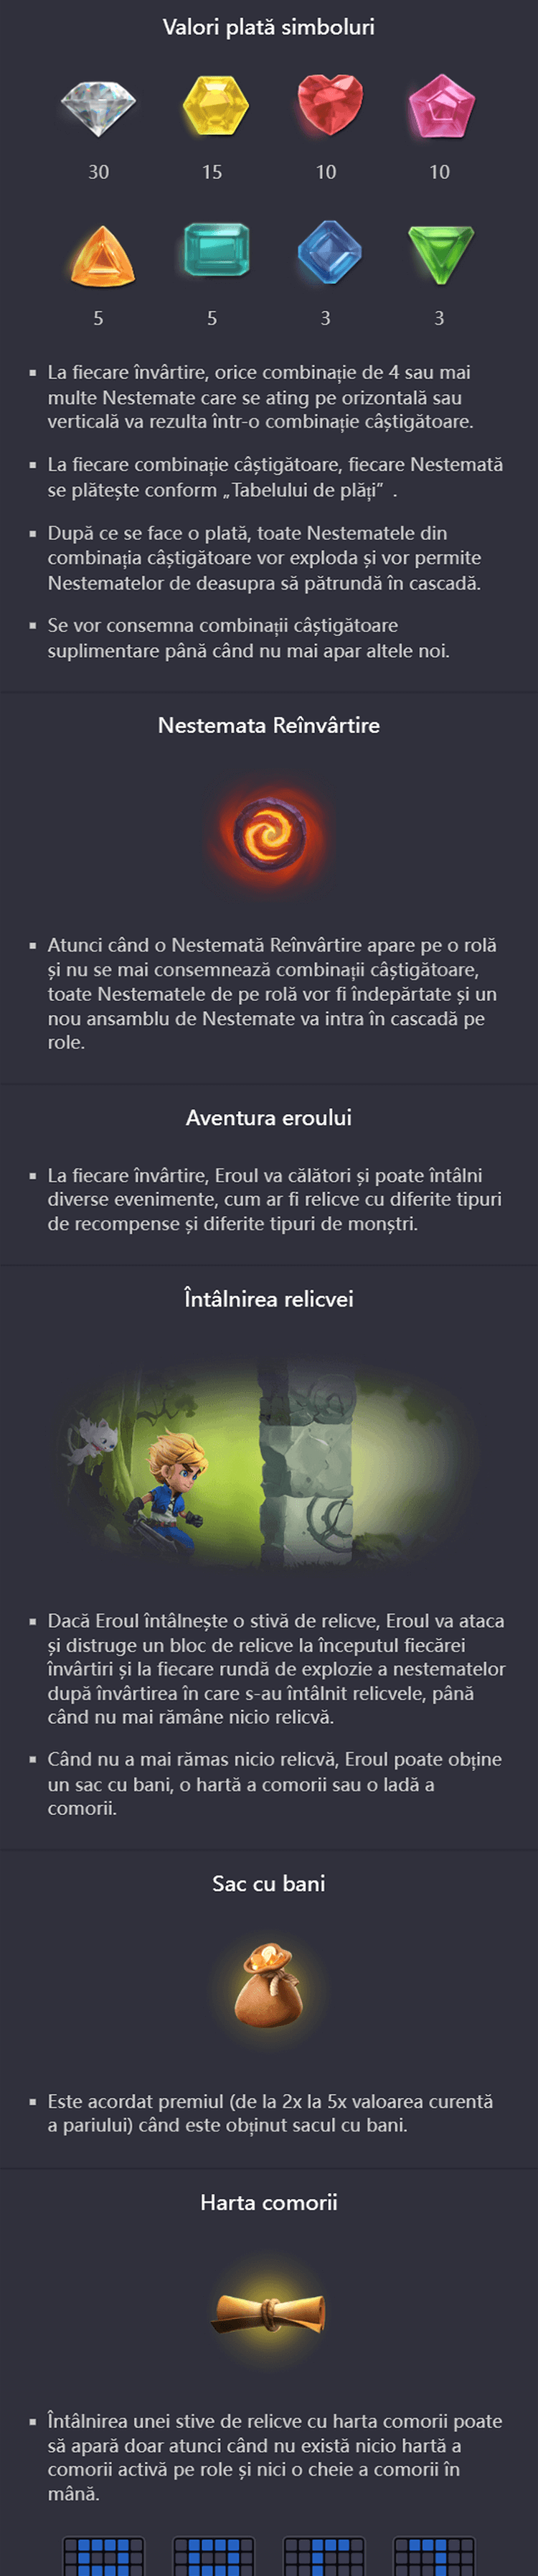 Valori plată simboluri
30 15 10 10
5 5 3 3
▪ La fiecare învârtire, orice combinație de 4 sau mai
multe Nestemate care se ating pe orizontală sau
verticală va rezulta într-o combinație câștigătoare.
▪ La fiecare combinație câștigătoare, fiecare Nestemată
se plătește conform „Tabelului de plăți” .
▪ După ce se face o plată, toate Nestematele din
combinația câștigătoare vor exploda și vor permite
Nestematelor de deasupra să pătrundă în cascadă.
▪ Se vor consemna combinații câștigătoare
suplimentare până când nu mai apar altele noi.
Nestemata Reînvârtire
▪ Atunci când o Nestemată Reînvârtire apare pe o rolă
și nu se mai consemnează combinații câștigătoare,
toate Nestematele de pe rolă vor fi îndepărtate și un
nou ansamblu de Nestemate va intra în cascadă pe
role.
Aventura eroului
▪ La fiecare învârtire, Eroul va călători și poate întâlni
diverse evenimente, cum ar fi relicve cu diferite tipuri
de recompense și diferite tipuri de monștri.
Întâlnirea relicvei
▪ Dacă Eroul întâlnește o stivă de relicve, Eroul va ataca
și distruge un bloc de relicve la începutul fiecărei
învârtiri și la fiecare rundă de explozie a nestematelor
după învârtirea în care s-au întâlnit relicvele, până
când nu mai rămâne nicio relicvă.
▪ Când nu a mai rămas nicio relicvă, Eroul poate obține
un sac cu bani, o hartă a comorii sau o ladă a
comorii.
Sac cu bani
▪ Este acordat premiul (de la 2x la 5x valoarea curentă
a pariului) când este obținut sacul cu bani.
Harta comorii
▪ Întâlnirea unei stive de relicve cu harta comorii poate
să apară doar atunci când nu există nicio hartă a
comorii activă pe role și nici o cheie a comorii în
mână.